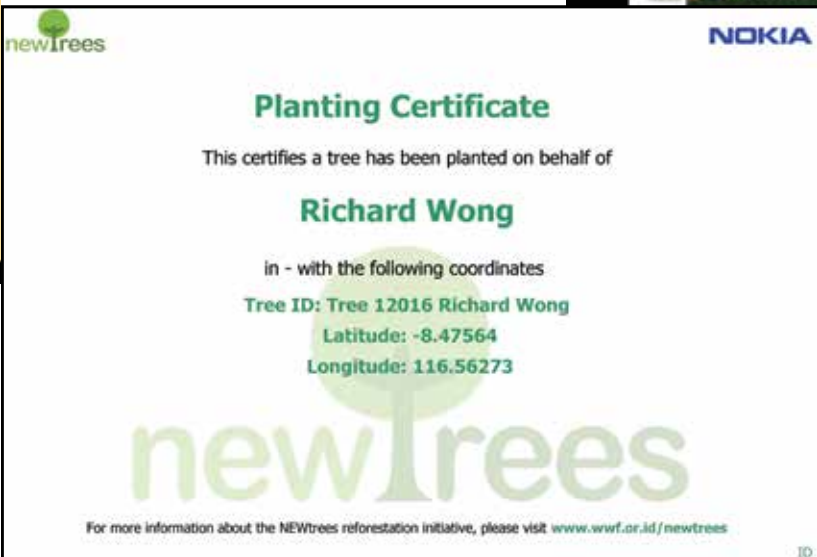 newTrees
NOKIA
Planting Certificate
This certifies a tree has been planted on behalf of
Richard Wong
in - with the following coordinates
Tree ID: Tree 12016 Richard Wong
Latitude: -8.47564
Longitude: 116.56273
newTrees
For more information about the NEWtrees reforestation initiative, please visit www.wwf.or.id/newtrees
ID